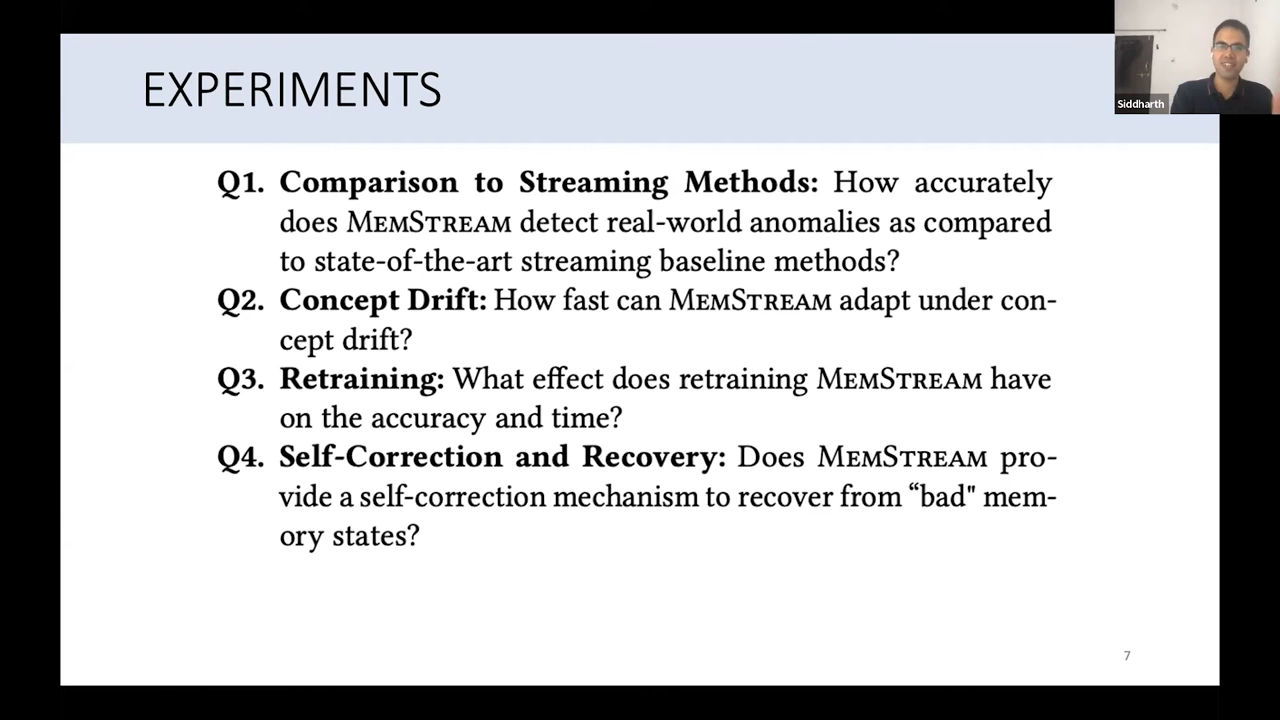 EXPERIMENTS
Siddharth
Q1. Comparison to Streaming Methods: How accurately
does MEMSTREAM detect real-world anomalies as compared
to state-of-the-art streaming baseline methods?
Q2. Concept Drift: How fast can MEMSTREAM adapt under con-
cept drift?
Q3. Retraining: What effect does retraining MEMSTREAM have
on the accuracy and time?
Q4. Self-Correction and Recovery: Does MEMSTREAM pro-
vide a self-correction mechanism to recover from “bad" mem-
ory states?
7